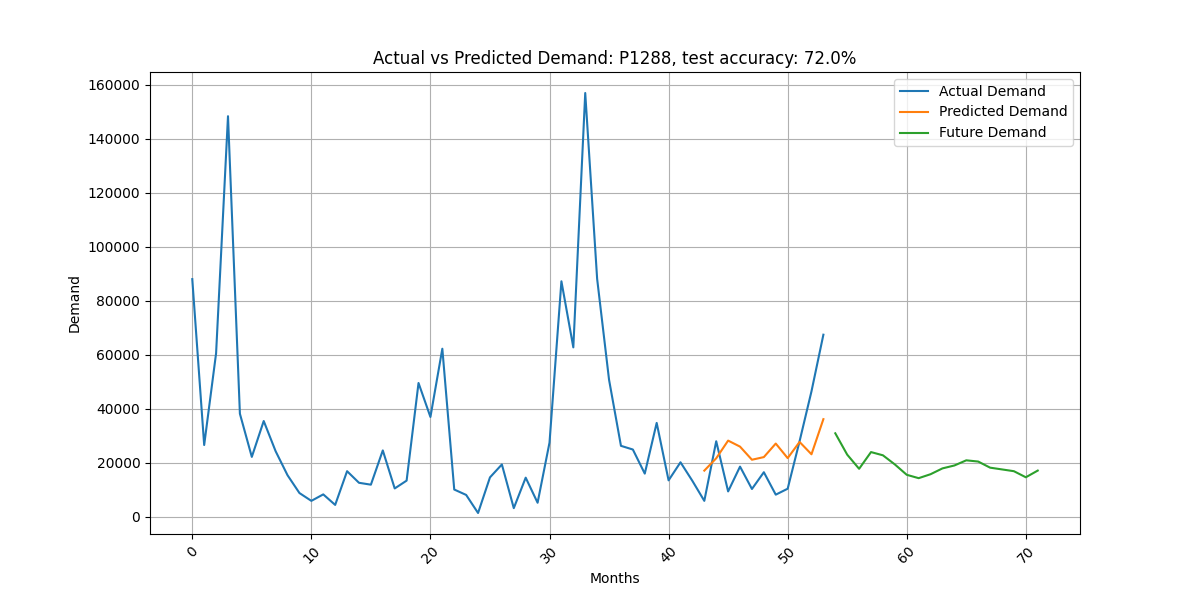 Actual vs Predicted Demand: P1288, test accuracy: 72.0%
Actual Demand
Predicted Demand
Future Demand
Demand
160000
140000
120000
100000
80000
60000
40000
20000
0
0 10 20 30 40 50 60 70
Months